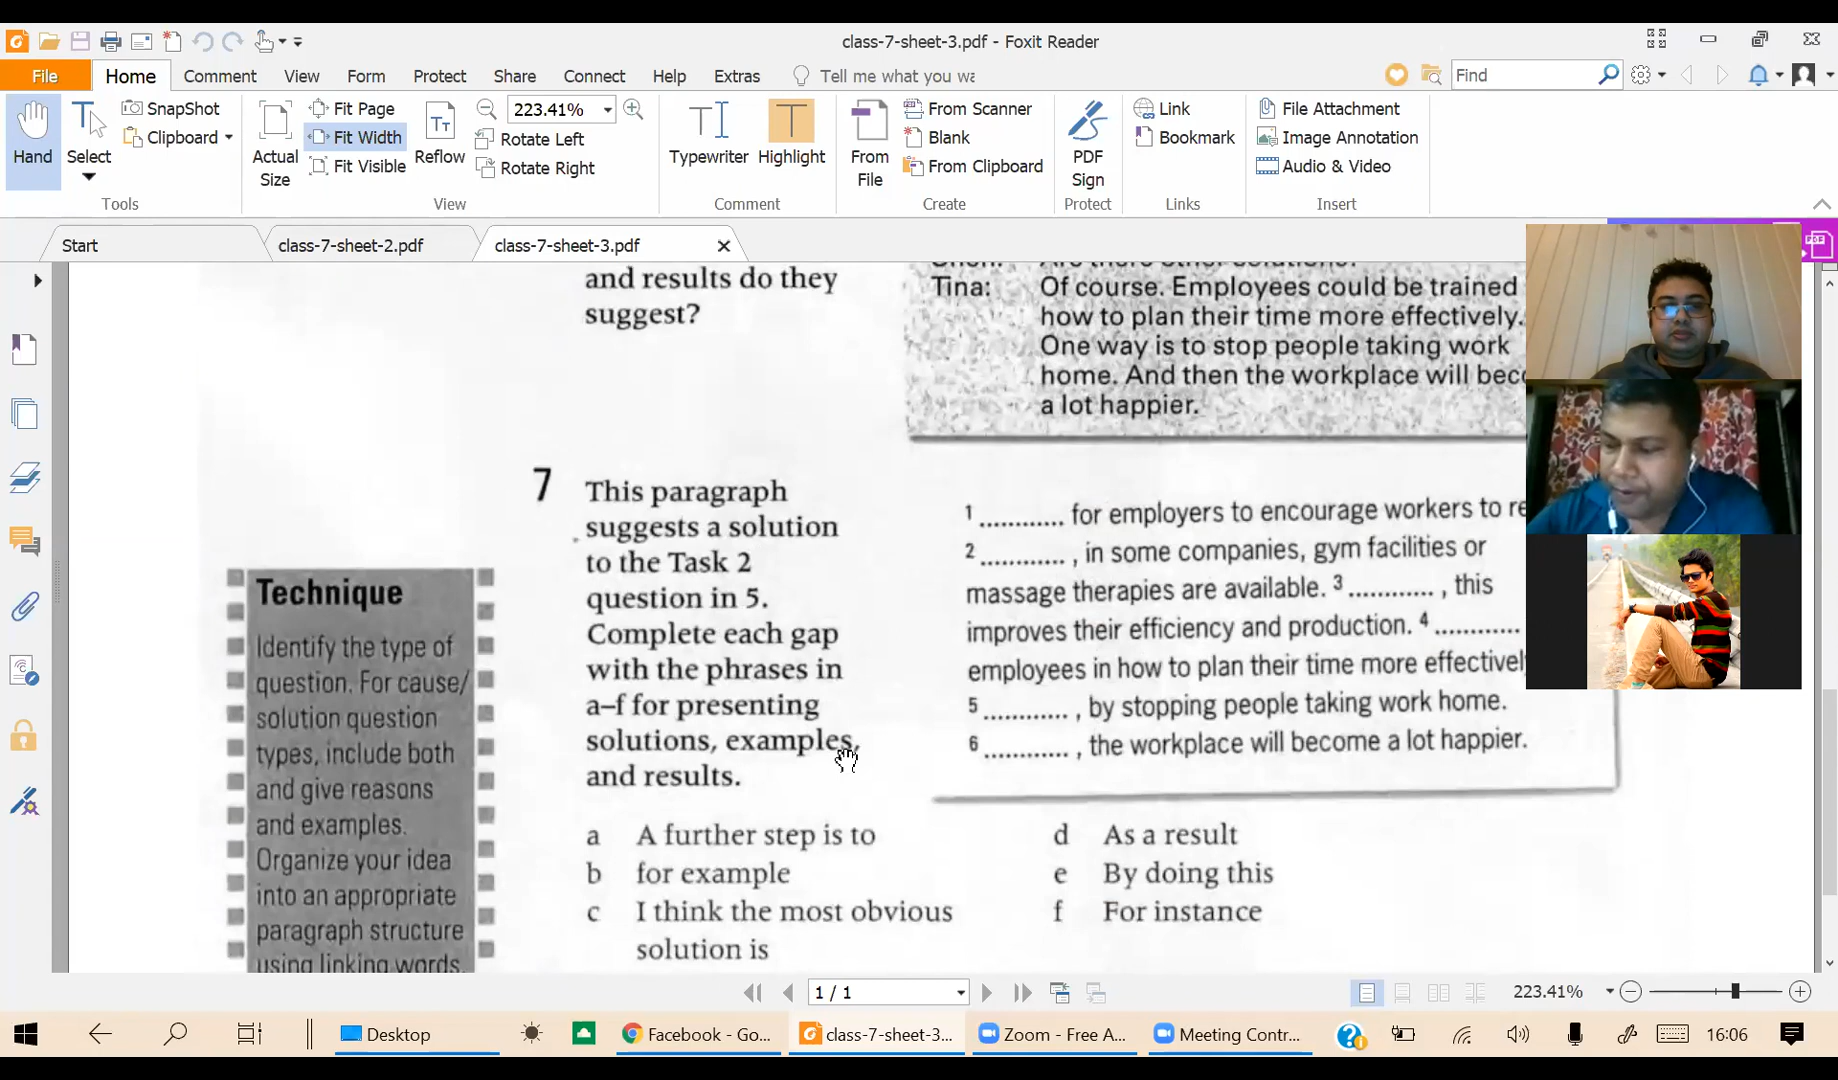 class-7-sheet-3.pdf - Foxit Reader
File Home Comment View Form Protect Share Connect Help Extras Tell me what you wa Find
SnapShot Fit Page 223.41% From Scanner Link File Attachment
Clipboard Fit Width Rotate Left Blank Bookmark Image Annotation
Hand Select Actual Size Reflow Typewriter Highlight From File PDF Sign
Fit Visible Rotate Right From Clipboard Audio & Video
Tools View Comment Create Protect Links Insert
Start class-7-sheet-2.pdf class-7-sheet-3.pdf
PDF
and results do they
suggest?
Tina: Of course. Employees could be trained
how to plan their time more effectively.
One way is to stop people taking work
home. And then the workplace will bec
a lot happier.
7 This paragraph
suggests a solution
to the Task 2
question in 5.
Complete each gap
with the phrases in
a–f for presenting
solutions, examples,
and results.
1 ............ for employers to encourage workers to re
2 ............ , in some companies, gym facilities or
massage therapies are available. 3 ............ , this
improves their efficiency and production. 4 ............
employees in how to plan their time more effectivel
5 ............ , by stopping people taking work home.
6 ............ , the workplace will become a lot happier.
Technique
Identify the type of
question. For cause/
solution question
types, include both
and give reasons
and examples.
Organize your idea
into an appropriate
paragraph structure
using linking words.
a A further step is to
b for example
c I think the most obvious
solution is
d As a result
e By doing this
f For instance
1 / 1 223.41%
Desktop Facebook - Go... class-7-sheet-3... Zoom - Free A... Meeting Contr... 16:06